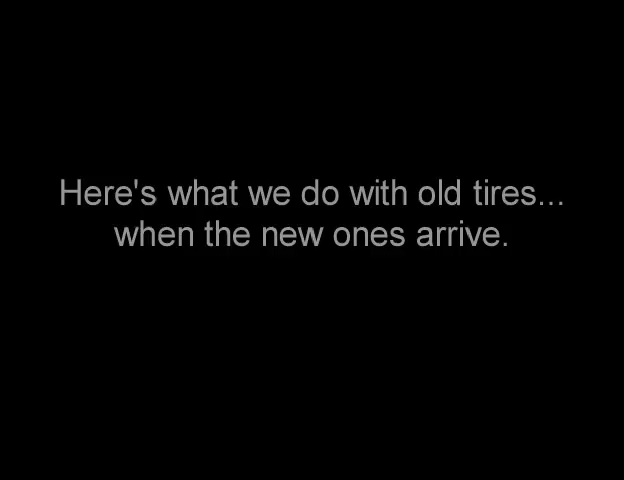 Here's what we do with old tires...
when the new ones arrive.